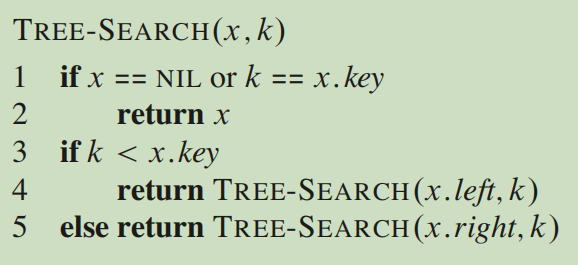 TREE-SEARCH(x, k)
1 if x == NIL or k == x.key
2 return x
3 if k < x.key
4 return TREE-SEARCH(x.left, k)
5 else return TREE-SEARCH(x.right, k)